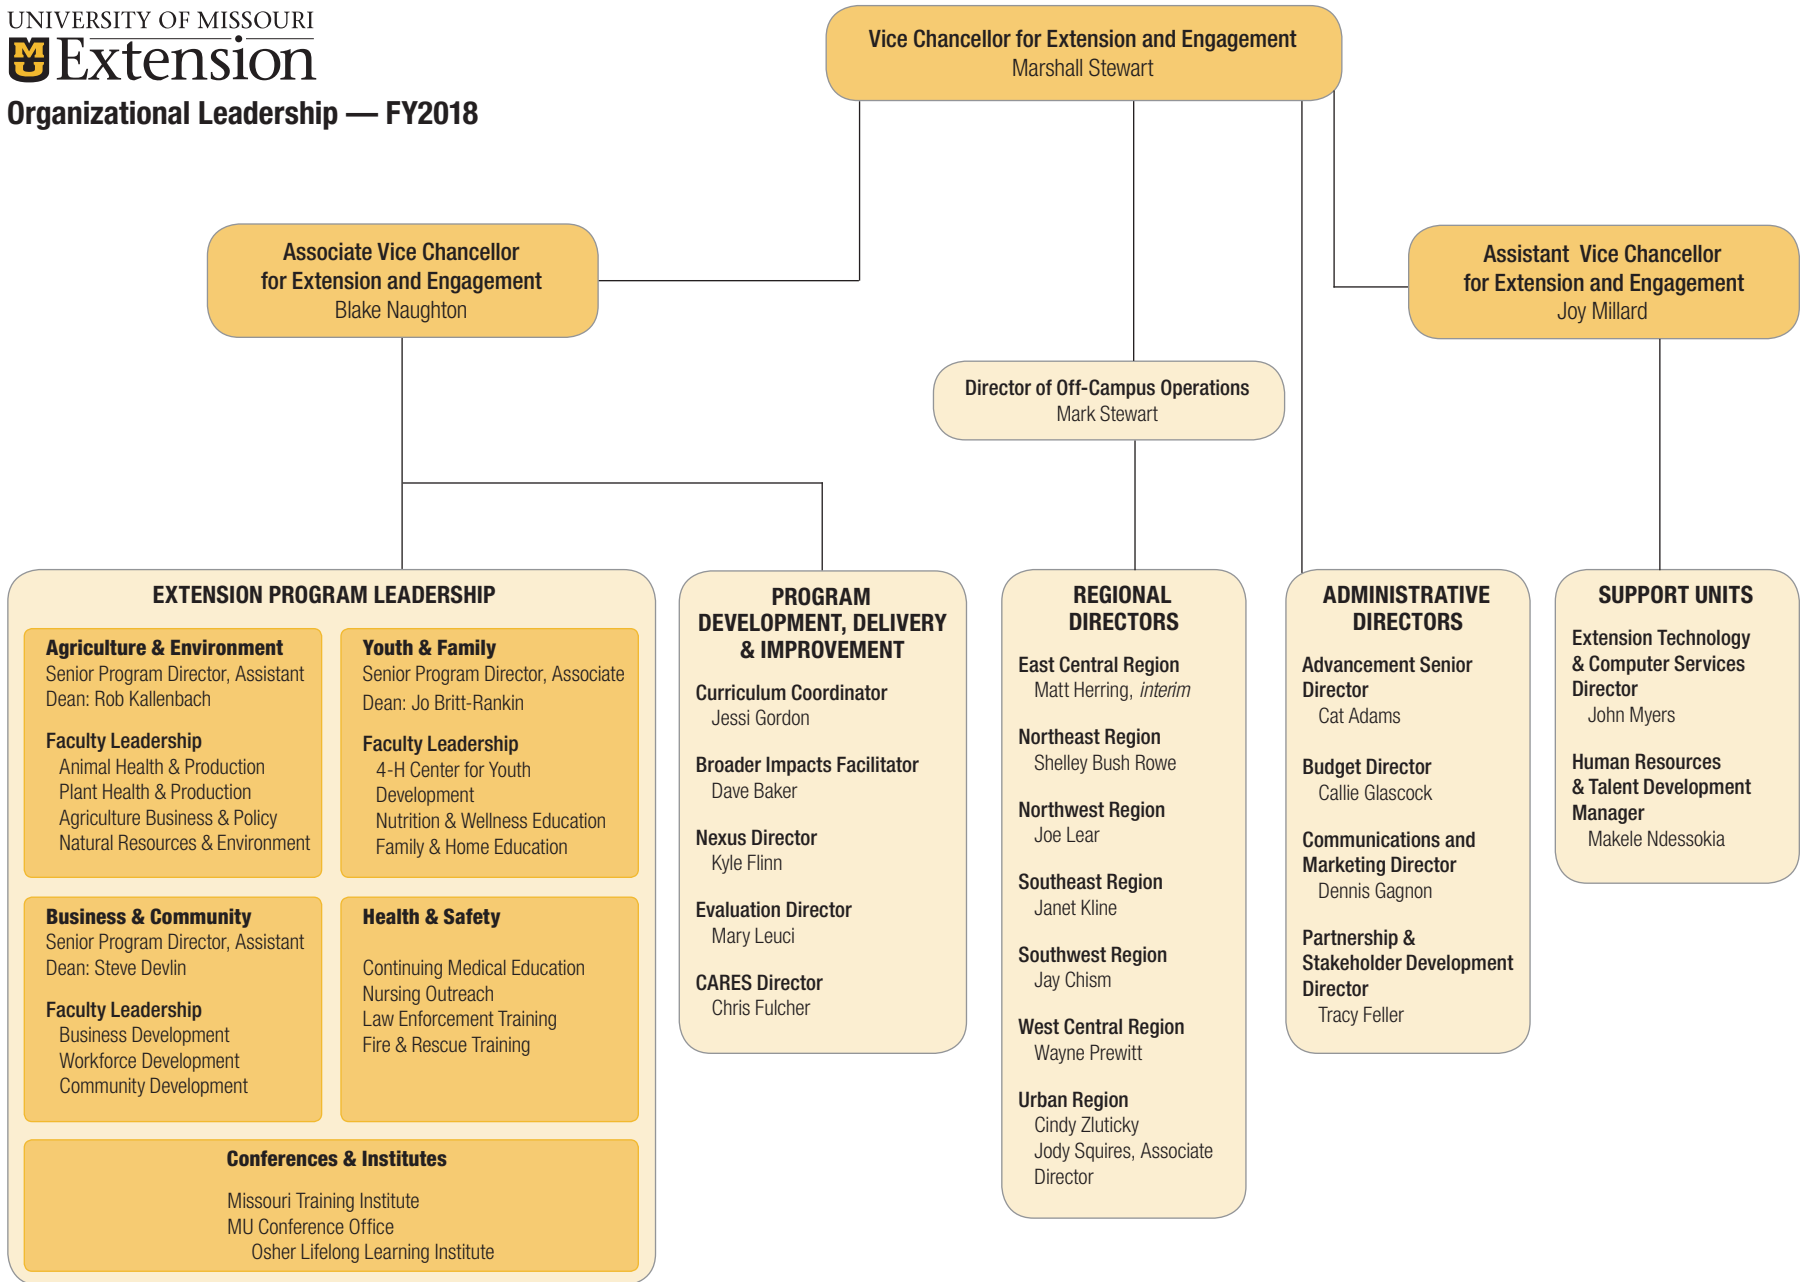 UNIVERSITY OF MISSOURI
Extension
Organizational Leadership — FY2018
Vice Chancellor for Extension and Engagement
Marshall Stewart
Associate Vice Chancellor
for Extension and Engagement
Blake Naughton
Assistant Vice Chancellor
for Extension and Engagement
Joy Millard
Director of Off-Campus Operations
Mark Stewart
EXTENSION PROGRAM LEADERSHIP
Agriculture & Environment
Senior Program Director, Assistant
Dean: Rob Kallenbach
Faculty Leadership
Animal Health & Production
Plant Health & Production
Agriculture Business & Policy
Natural Resources & Environment
Youth & Family
Senior Program Director, Associate
Dean: Jo Britt-Rankin
Faculty Leadership
4-H Center for Youth
Development
Nutrition & Wellness Education
Family & Home Education
Business & Community
Senior Program Director, Assistant
Dean: Steve Devlin
Faculty Leadership
Business Development
Workforce Development
Community Development
Health & Safety
Continuing Medical Education
Nursing Outreach
Law Enforcement Training
Fire & Rescue Training
Conferences & Institutes
Missouri Training Institute
MU Conference Office
Osher Lifelong Learning Institute
PROGRAM
DEVELOPMENT, DELIVERY
& IMPROVEMENT
Curriculum Coordinator
Jessi Gordon
Broader Impacts Facilitator
Dave Baker
Nexus Director
Kyle Flinn
Evaluation Director
Mary Leuci
CARES Director
Chris Fulcher
REGIONAL
DIRECTORS
East Central Region
Matt Herring, interim
Northeast Region
Shelley Bush Rowe
Northwest Region
Joe Lear
Southeast Region
Janet Kline
Southwest Region
Jay Chism
West Central Region
Wayne Prewitt
Urban Region
Cindy Zluticky
Jody Squires, Associate
Director
ADMINISTRATIVE
DIRECTORS
Advancement Senior
Director
Cat Adams
Budget Director
Callie Glascock
Communications and
Marketing Director
Dennis Gagnon
Partnership &
Stakeholder Development
Director
Tracy Feller
SUPPORT UNITS
Extension Technology
& Computer Services
Director
John Myers
Human Resources
& Talent Development
Manager
Makele Ndessokia